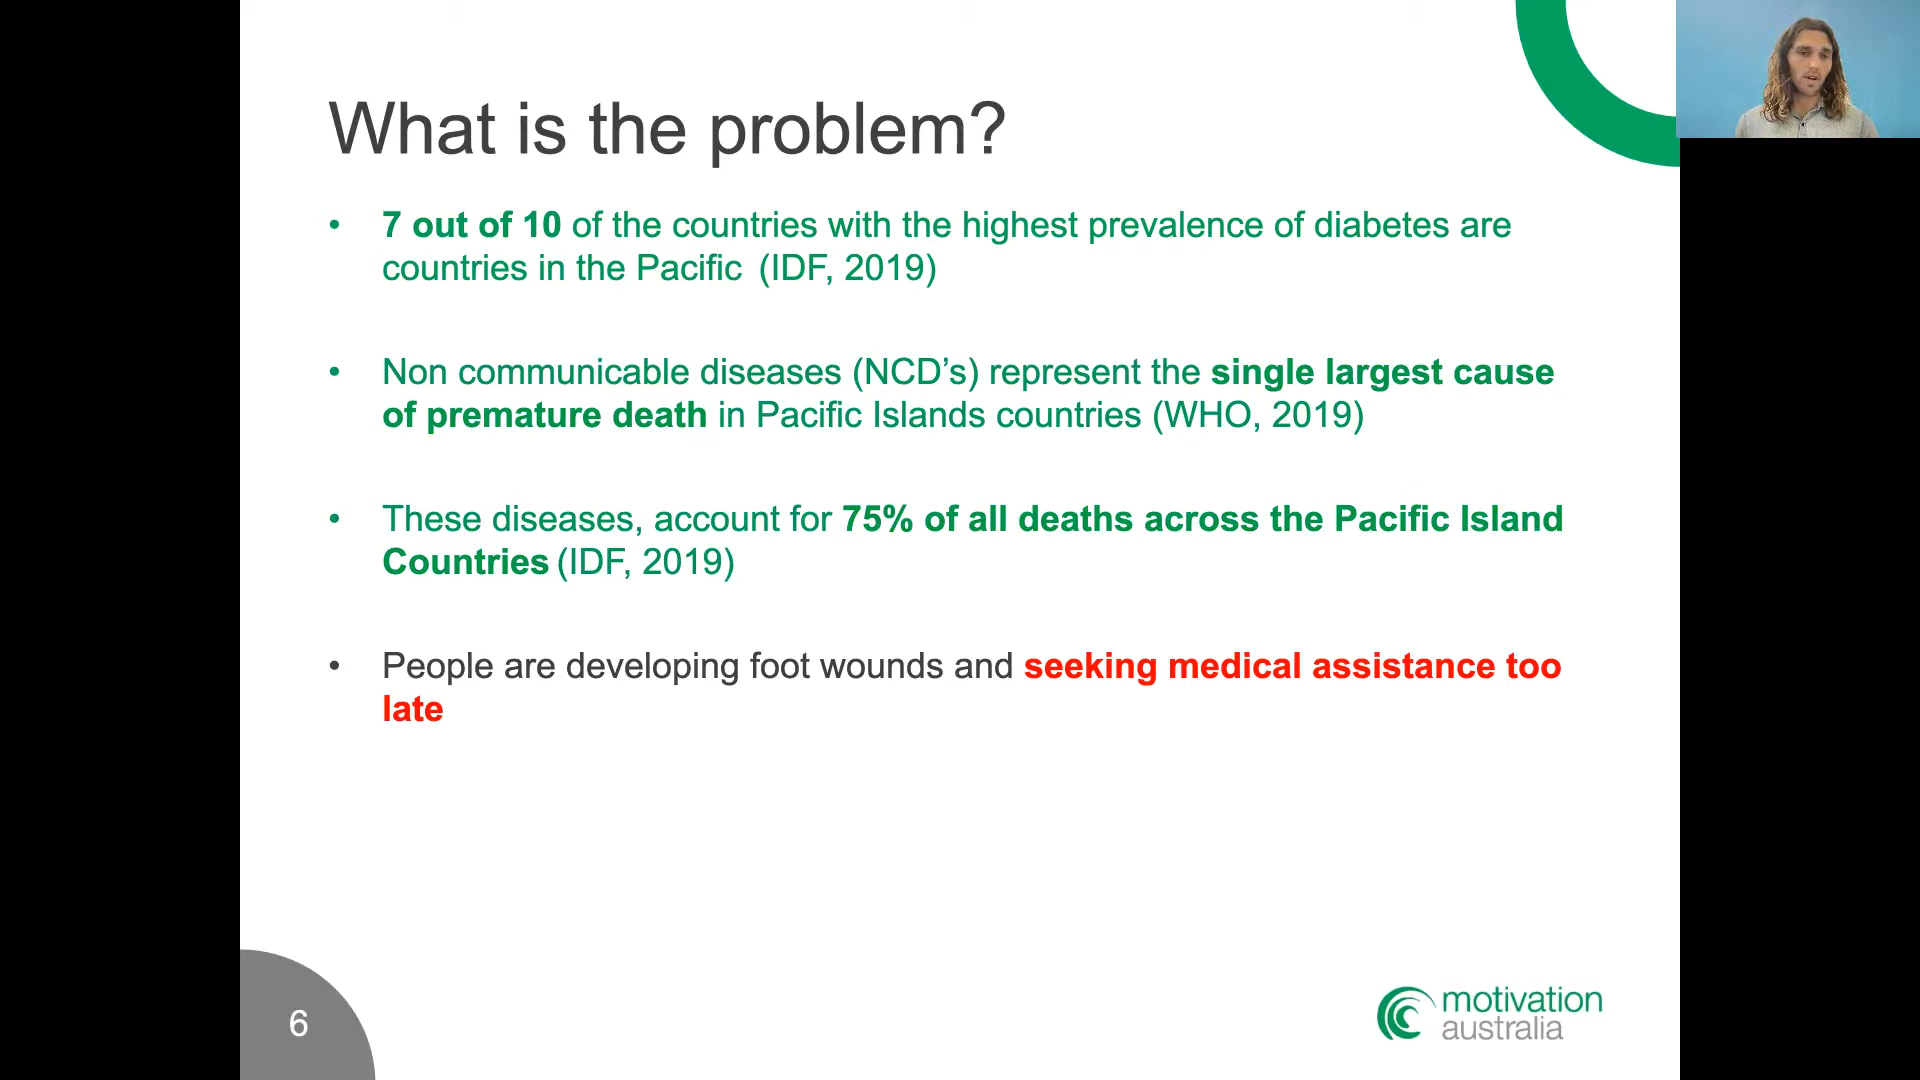 What is the problem?
• 7 out of 10 of the countries with the highest prevalence of diabetes are
countries in the Pacific (IDF, 2019)
• Non communicable diseases (NCD’s) represent the single largest cause
of premature death in Pacific Islands countries (WHO, 2019)
• These diseases, account for 75% of all deaths across the Pacific Island
Countries (IDF, 2019)
• People are developing foot wounds and seeking medical assistance too
late
6
motivation
australia